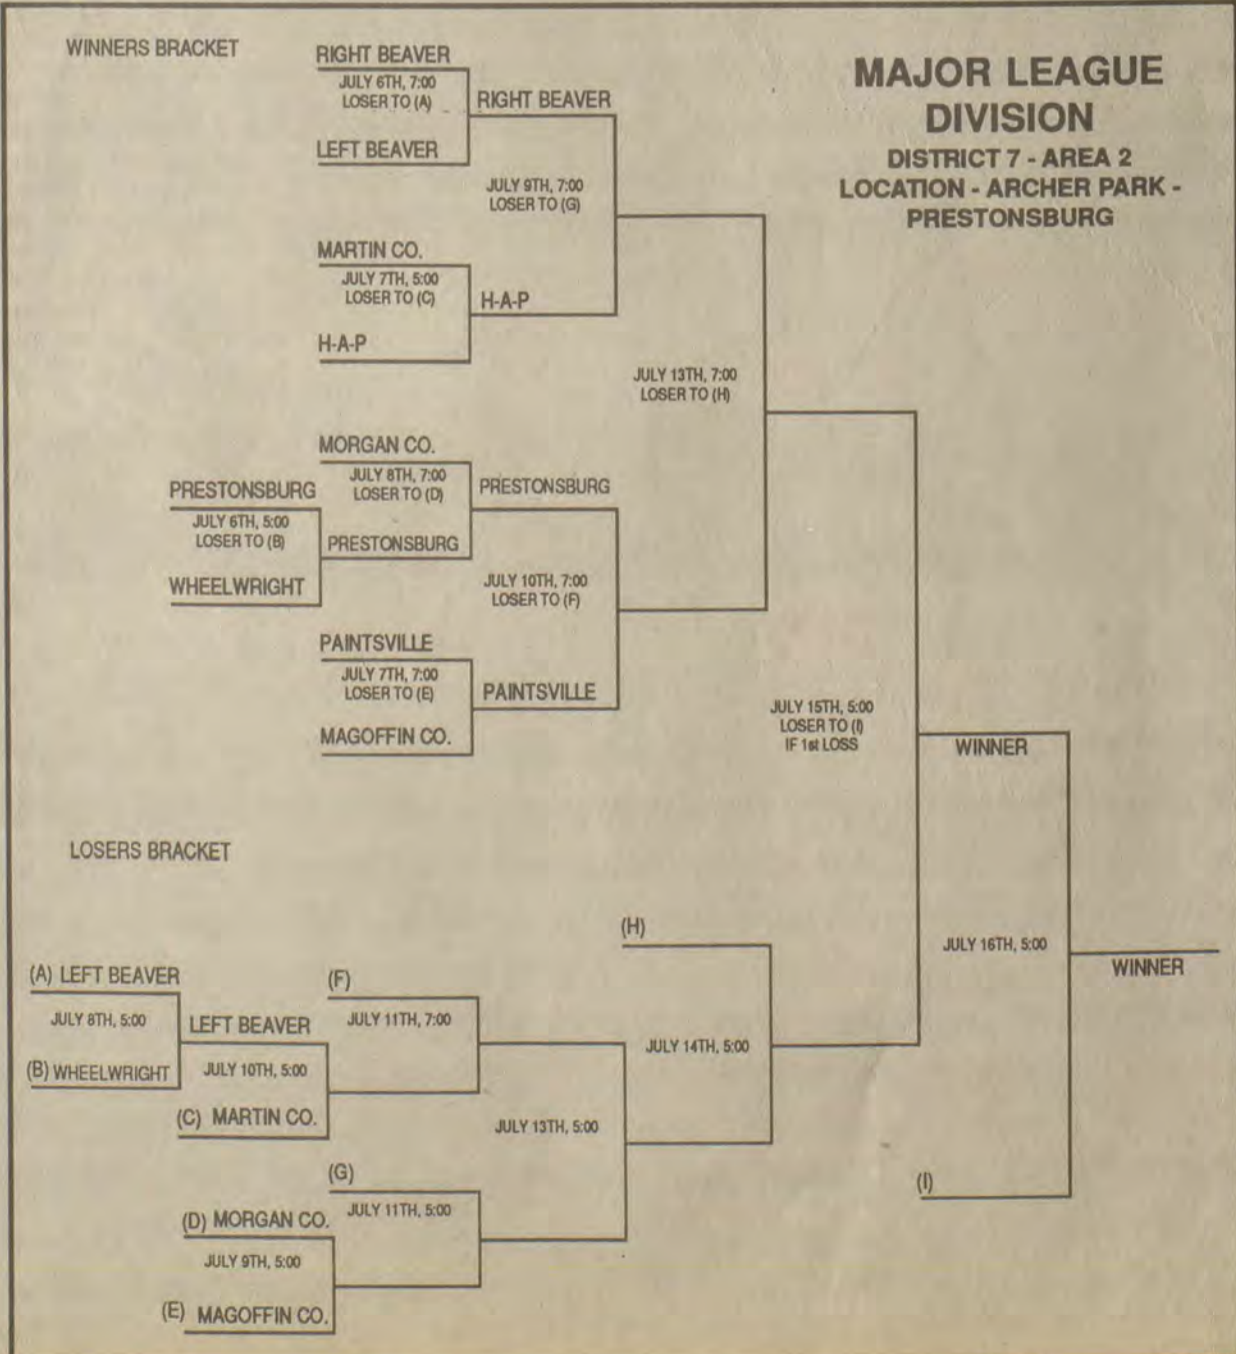 WINNERS BRACKET
MAJOR LEAGUE
DIVISION
DISTRICT 7 - AREA 2
LOCATION - ARCHER PARK -
PRESTONSBURG
RIGHT BEAVER
JULY 6TH, 7:00
LOSER TO (A)
RIGHT BEAVER
LEFT BEAVER
JULY 9TH, 7:00
LOSER TO (G)
MARTIN CO.
JULY 7TH, 5:00
LOSER TO (C)
H-A-P
H-A-P
JULY 13TH, 7:00
LOSER TO (H)
MORGAN CO.
JULY 8TH, 7:00
LOSER TO (D)
PRESTONSBURG
PRESTONSBURG
JULY 6TH, 5:00
LOSER TO (B)
PRESTONSBURG
WHEELWRIGHT
JULY 10TH, 7:00
LOSER TO (F)
PAINTSVILLE
JULY 7TH, 7:00
LOSER TO (E)
PAINTSVILLE
MAGOFFIN CO.
JULY 15TH, 5:00
LOSER TO (I)
IF 1st LOSS
WINNER
LOSERS BRACKET
(H)
JULY 16TH, 5:00
WINNER
(A) LEFT BEAVER
(F)
JULY 8TH, 5:00
LEFT BEAVER
JULY 11TH, 7:00
JULY 14TH, 5:00
(B) WHEELWRIGHT
JULY 10TH, 5:00
(C) MARTIN CO.
JULY 13TH, 5:00
(G)
(I)
JULY 11TH, 5:00
(D) MORGAN CO.
JULY 9TH, 5:00
(E) MAGOFFIN CO.